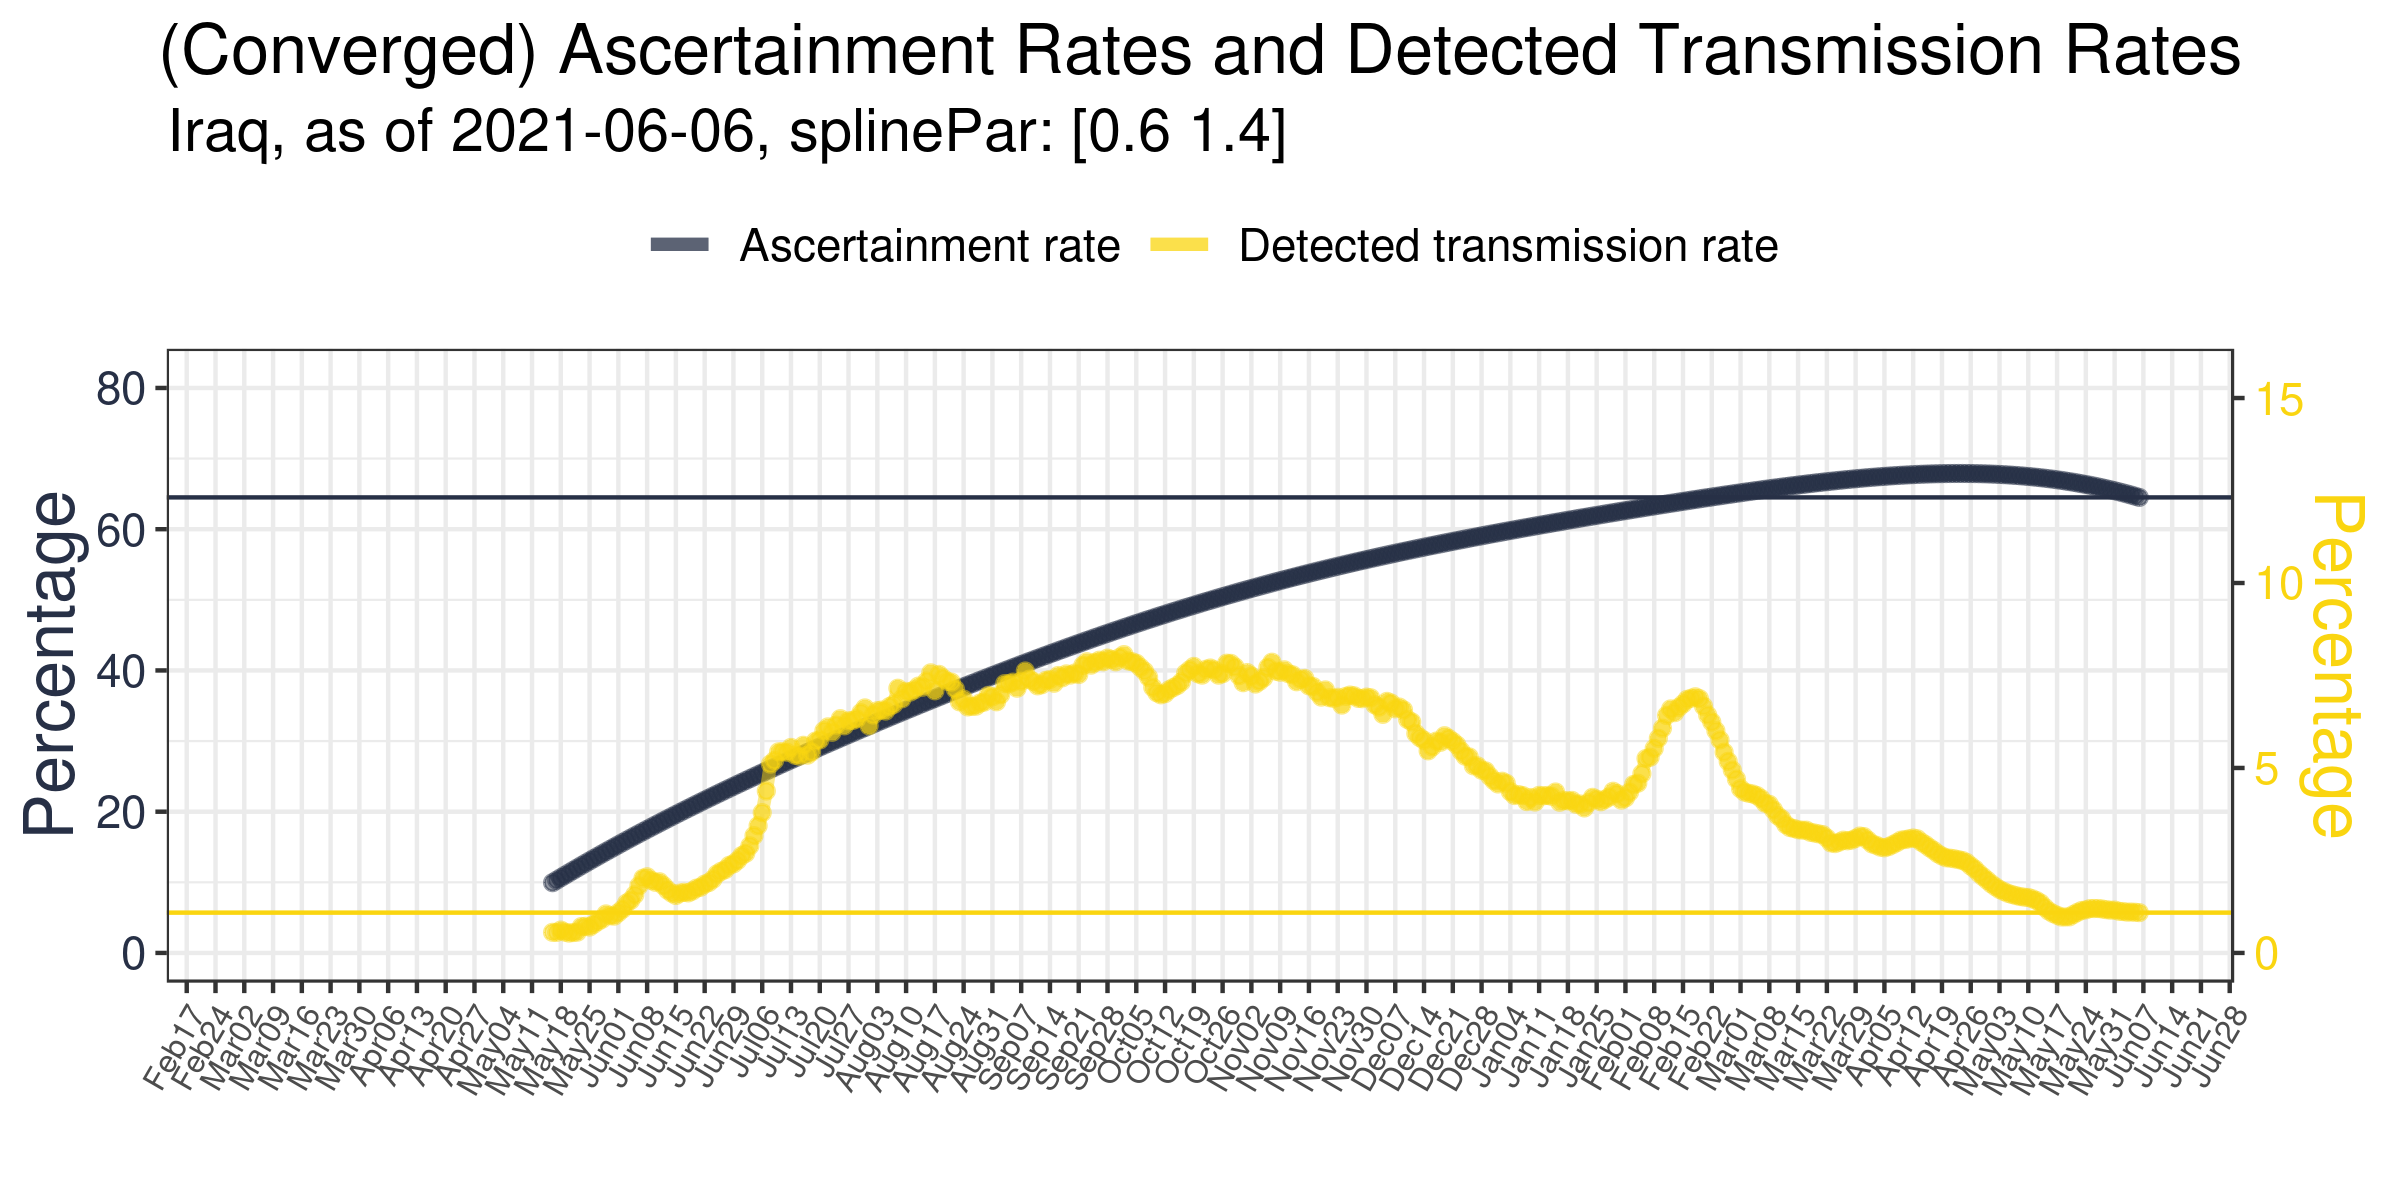 (Converged) Ascertainment Rates and Detected Transmission Rates
Iraq, as of 2021-06-06, splinePar: [0.6 1.4]
Ascertainment rate
Detected transmission rate
Percentage
80
60
40
20
0
15
10
5
0
Percentage
Feb17
Feb24
Mar02
Mar09
Mar16
Mar23
Mar30
Apr06
Apr13
Apr20
Apr27
May04
May11
May18
May25
Jun01
Jun08
Jun15
Jun22
Jun29
Jul06
Jul13
Jul20
Jul27
Aug03
Aug10
Aug17
Aug24
Aug31
Sep07
Sep14
Sep21
Sep28
Oct05
Oct12
Oct19
Oct26
Nov02
Nov09
Nov16
Nov23
Nov30
Dec07
Dec14
Dec21
Dec28
Jan04
Jan11
Jan18
Jan25
Feb01
Feb08
Feb15
Feb22
Mar01
Mar08
Mar15
Mar22
Mar29
Apr05
Apr12
Apr19
Apr26
May03
May10
May17
May24
May31
Jun07
Jun14
Jun21
Jun28